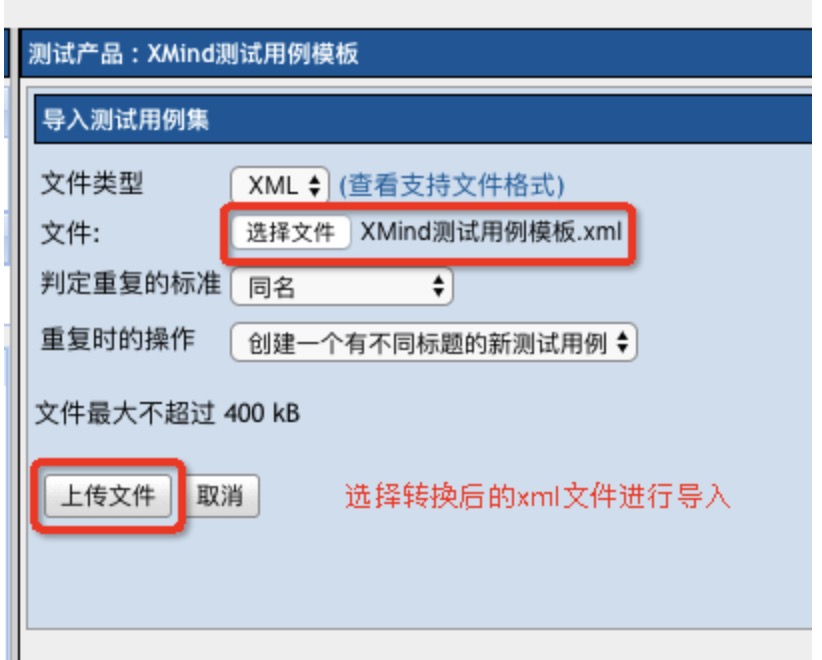 测试产品：XMind测试用例模板
导入测试用例集
文件类型 XML (查看支持文件格式)
文件: 选择文件 XMind测试用例模板.xml
判定重复的标准 同名
重复时的操作 创建一个有不同标题的新测试用例
文件最大不超过 400 kB
上传文件 取消 选择转换后的xml文件进行导入